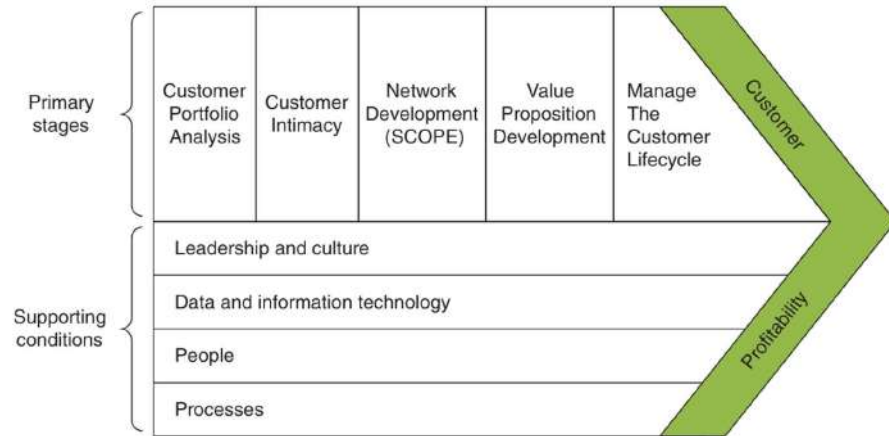 Primary
stages
Customer
Portfolio
Analysis
Customer
Intimacy
Network
Development
(SCOPE)
Value
Proposition
Development
Manage
The
Customer
Lifecycle
Customer
Supporting
conditions
Leadership and culture
Data and information technology
People
Processes
Profitability